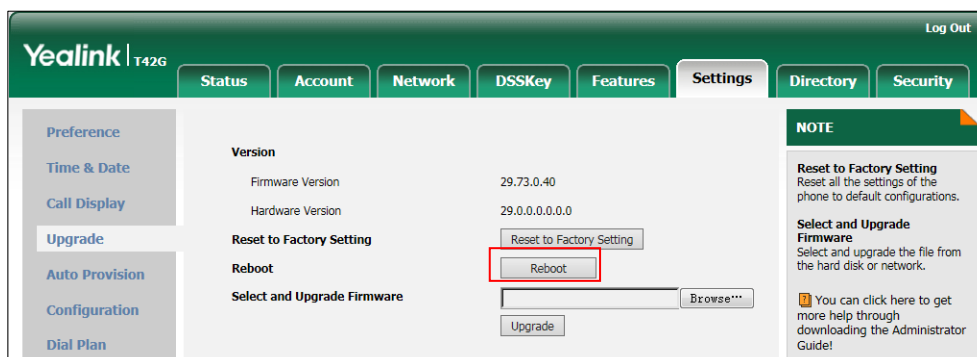 Log Out
Yealink T42G
Status Account Network DSSKey Features Settings Directory Security
Preference
Time & Date
Call Display
Upgrade
Auto Provision
Configuration
Dial Plan
Version
Firmware Version 29.73.0.40
Hardware Version 29.0.0.0.0.0.0
Reset to Factory Setting Reset to Factory Setting
Reboot Reboot
Select and Upgrade Firmware Browse...
Upgrade
NOTE
Reset to Factory Setting
Reset all the settings of the
phone to default configurations.
Select and Upgrade
Firmware
Select and upgrade the file from
the hard disk or network.
You can click here to get
more help through
downloading the Administrator
Guide!